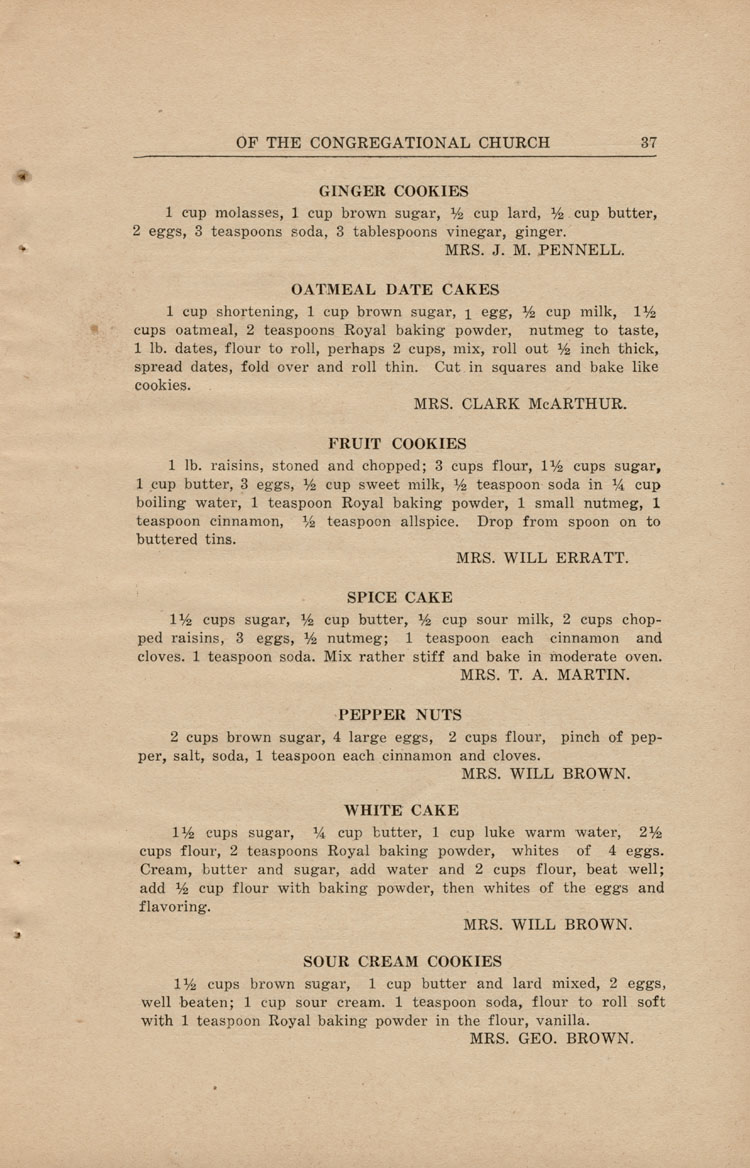 OF THE CONGREGATIONAL CHURCH 37
GINGER COOKIES
1 cup molasses, 1 cup brown sugar, ½ cup lard, ½ cup butter,
2 eggs, 3 teaspoons soda, 3 tablespoons vinegar, ginger.
MRS. J. M. PENNELL.
OATMEAL DATE CAKES
1 cup shortening, 1 cup brown sugar, 1 egg, ½ cup milk, 1½
cups oatmeal, 2 teaspoons Royal baking powder, nutmeg to taste,
1 lb. dates, flour to roll, perhaps 2 cups, mix, roll out ½ inch thick,
spread dates, fold over and roll thin. Cut in squares and bake like
cookies.
MRS. CLARK McARTHUR.
FRUIT COOKIES
1 lb. raisins, stoned and chopped; 3 cups flour, 1½ cups sugar,
1 cup butter, 3 eggs, ½ cup sweet milk, ½ teaspoon soda in ¼ cup
boiling water, 1 teaspoon Royal baking powder, 1 small nutmeg, 1
teaspoon cinnamon, ½ teaspoon allspice. Drop from spoon on to
buttered tins.
MRS. WILL ERRATT.
SPICE CAKE
1½ cups sugar, ½ cup butter, ½ cup sour milk, 2 cups chop-
ped raisins, 3 eggs, ½ nutmeg; 1 teaspoon each cinnamon and
cloves. 1 teaspoon soda. Mix rather stiff and bake in moderate oven.
MRS. T. A. MARTIN.
PEPPER NUTS
2 cups brown sugar, 4 large eggs, 2 cups flour, pinch of pep-
per, salt, soda, 1 teaspoon each cinnamon and cloves.
MRS. WILL BROWN.
WHITE CAKE
1½ cups sugar, ¼ cup butter, 1 cup luke warm water, 2½
cups flour, 2 teaspoons Royal baking powder, whites of 4 eggs.
Cream, butter and sugar, add water and 2 cups flour, beat well;
add ½ cup flour with baking powder, then whites of the eggs and
flavoring.
MRS. WILL BROWN.
SOUR CREAM COOKIES
1½ cups brown sugar, 1 cup butter and lard mixed, 2 eggs,
well beaten; 1 cup sour cream. 1 teaspoon soda, flour to roll soft
with 1 teaspoon Royal baking powder in the flour, vanilla.
MRS. GEO. BROWN.